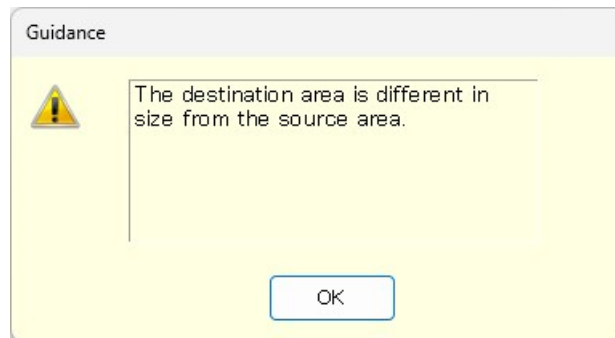 Guidance
The destination area is different in
size from the source area.
OK